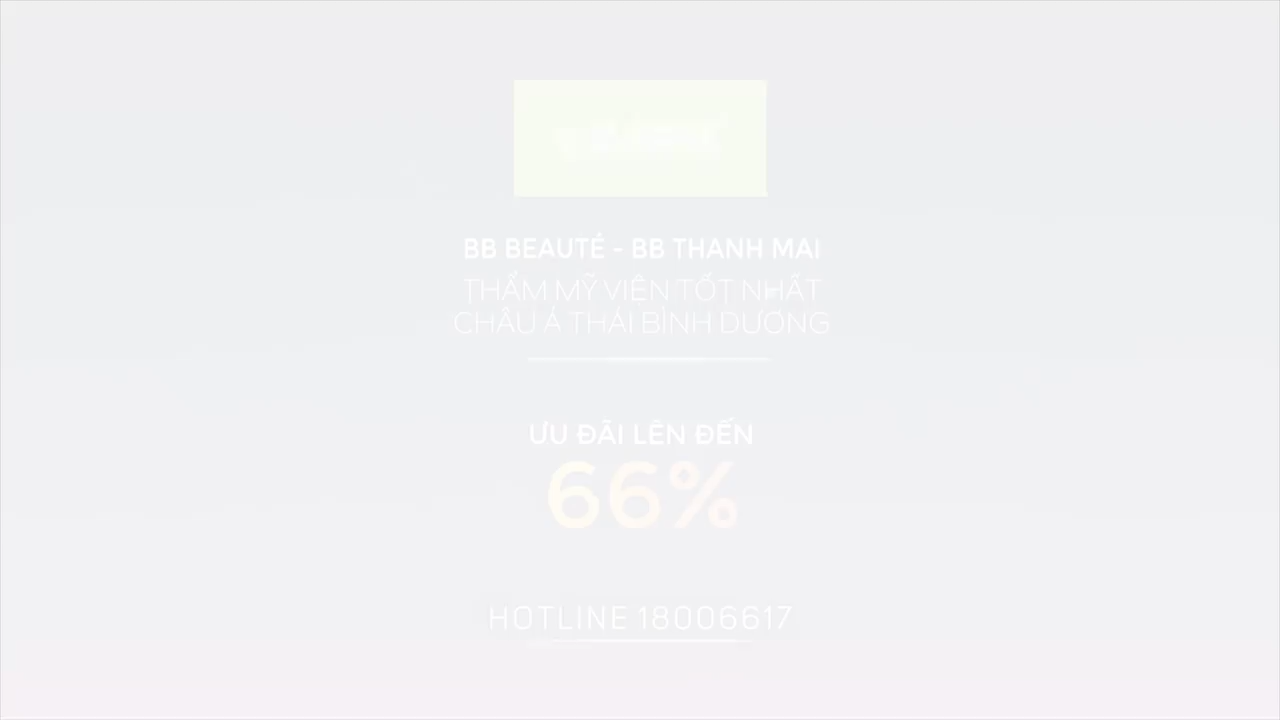 BB BEAUTÉ - BB THANH MAI
THẨM MỸ VIỆN TỐT NHẤT
CHÂU Á THÁI BÌNH DƯƠNG
ƯU ĐÃI LÊN ĐẾN
66%
HOTLINE 18006617